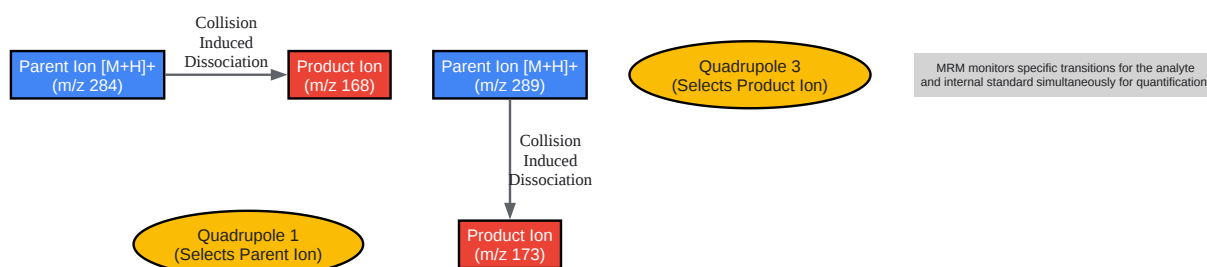 Collision
Induced
Dissociation
Parent Ion [M+H]+
(m/z 284)
Product Ion
(m/z 168)
Parent Ion [M+H]+
(m/z 289)
Quadrupole 3
(Selects Product Ion)
MRM monitors specific transitions for the analyte
and internal standard simultaneously for quantification
Collision
Induced
Dissociation
Quadrupole 1
(Selects Parent Ion)
Product Ion
(m/z 173)